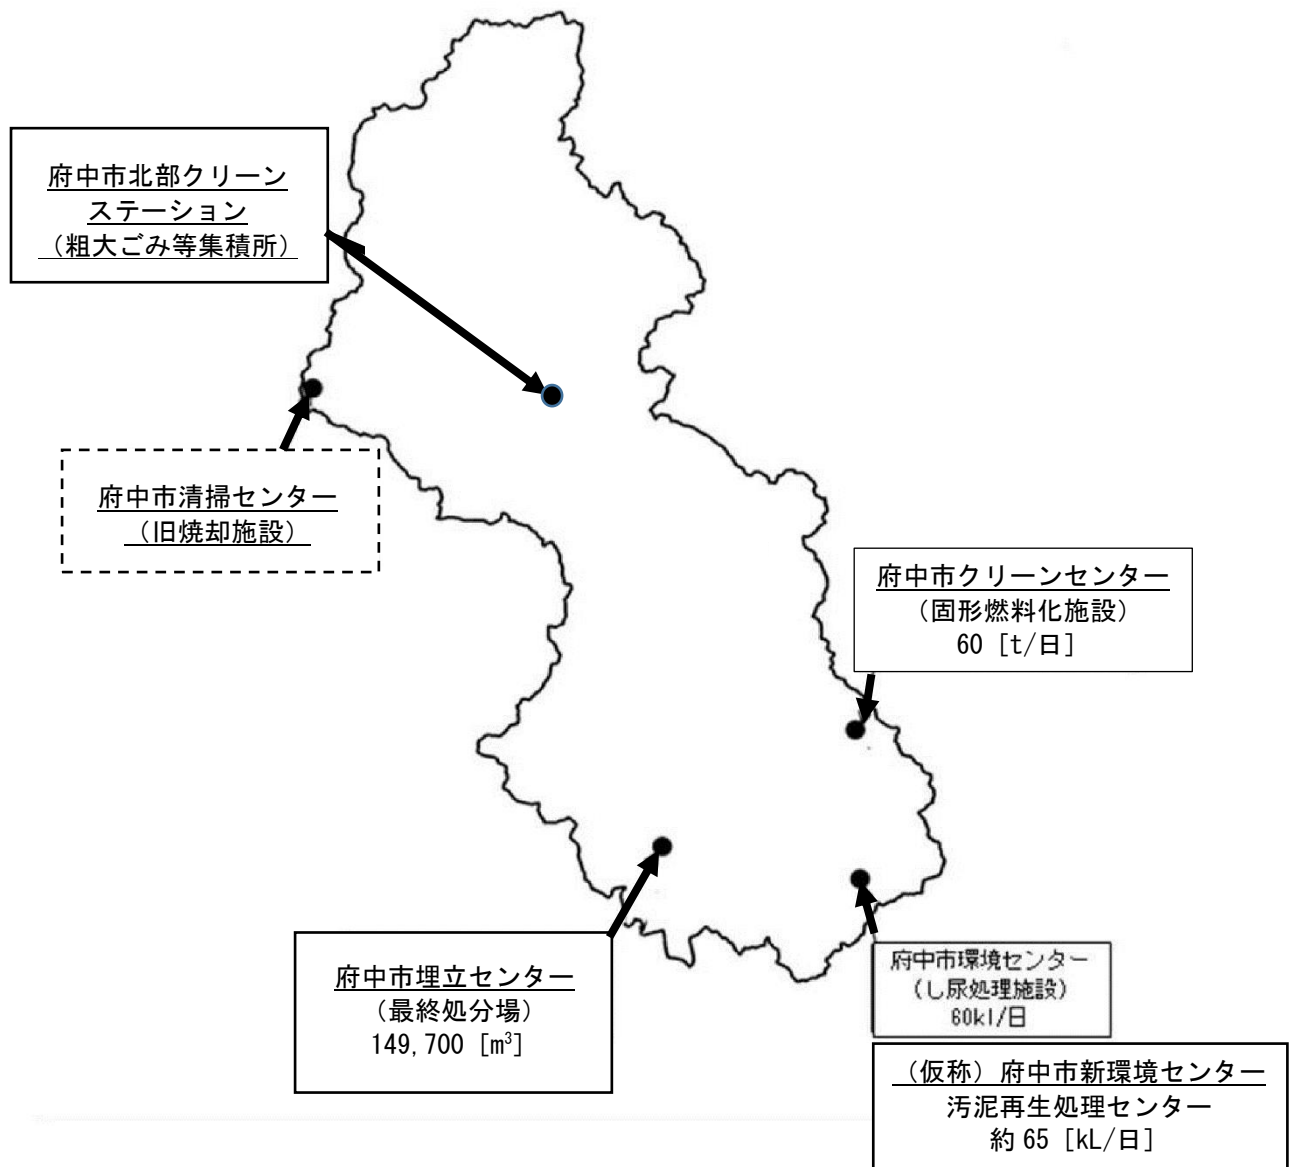 府中市北部クリーン
ステーション
（粗大ごみ等集積所）
府中市清掃センター
（旧焼却施設）
府中市クリーンセンター
（固形燃料化施設）
60 [t/日]
府中市埋立センター
（最終処分場）
149,700 [m³]
府中市環境センター
（し尿処理施設）
60kl/日
（仮称）府中市新環境センター
汚泥再生処理センター
約 65 [kL/日]